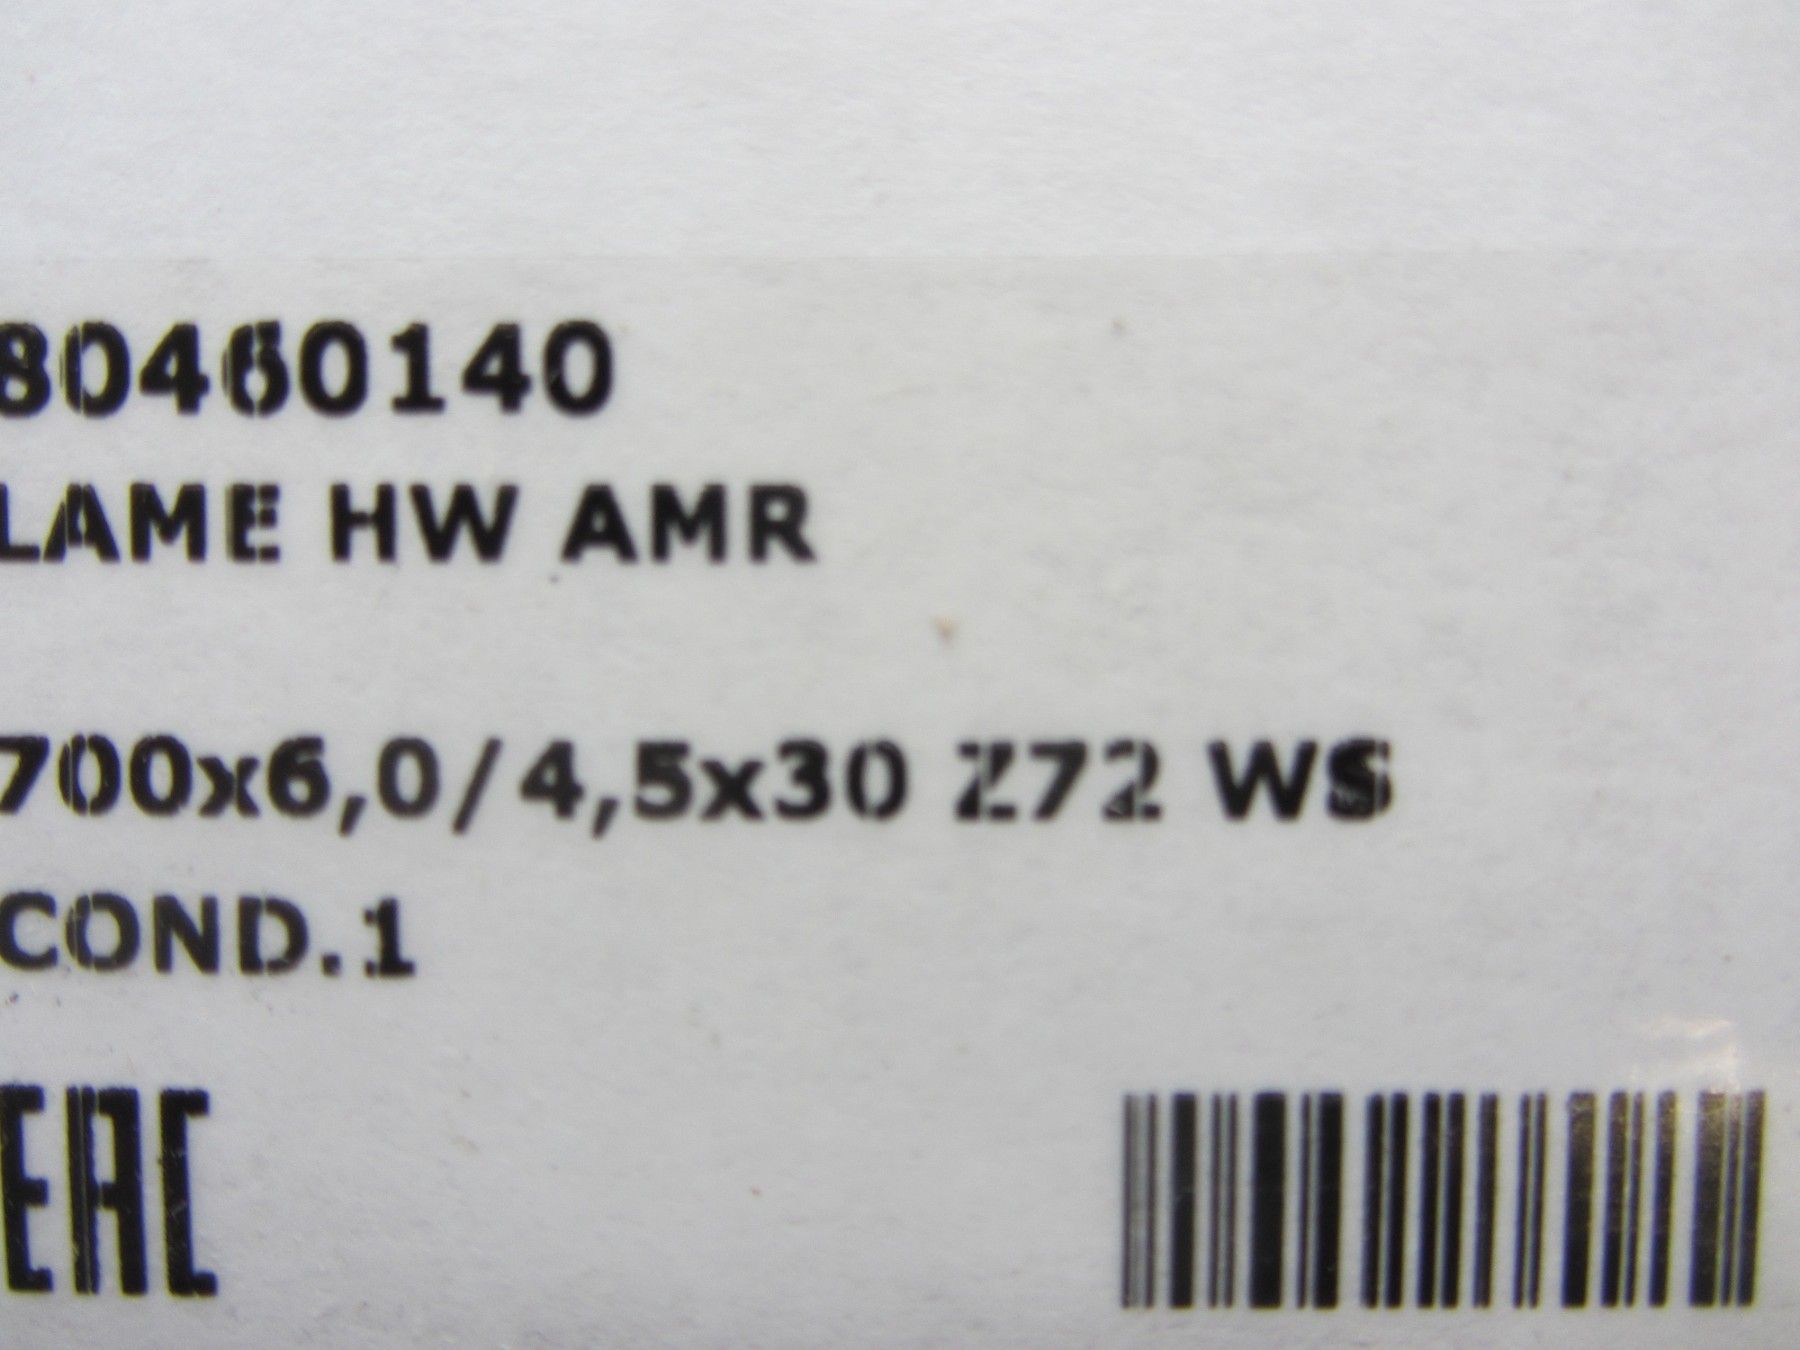 80460140
LAME HW AMR
700x6,0/4,5x30 Z72 WS
COND.1
EAC